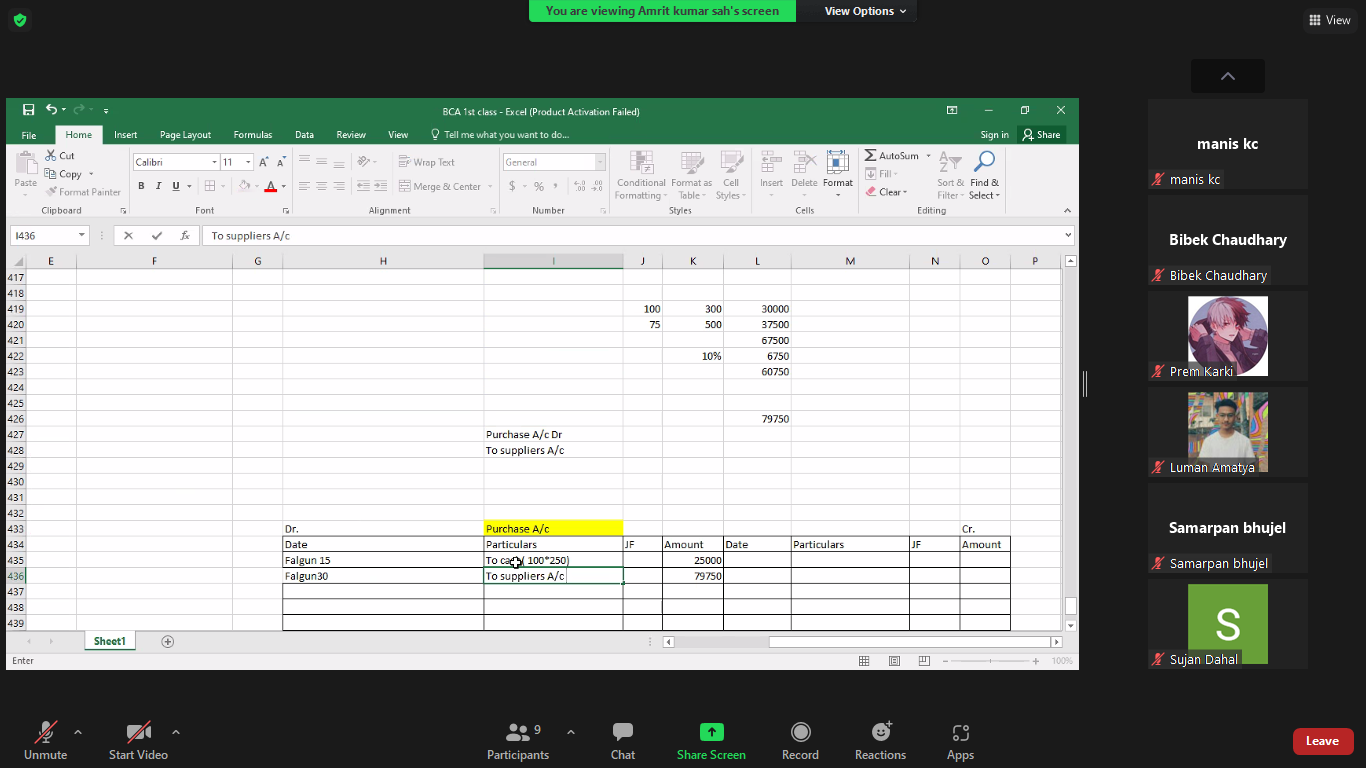 You are viewing Amrit kumar sah's screen
View Options
View
BCA 1st class - Excel (Product Activation Failed)
File Home Insert Page Layout Formulas Data Review View Tell me what you want to do... Sign in Share
Paste Cut Copy Format Painter
Calibri 11
B I U
Wrap Text
Merge & Center
General
$ % ,
Conditional Formatting
Format as Table
Cell Styles
Insert Delete Format
AutoSum
Fill
Clear
Sort & Filter
Find & Select
Clipboard Font Alignment Number Styles Cells Editing
I436 fx To suppliers A/c
E F G H I J K L M N O P
417
418
419 100 300 30000
420 75 500 37500
421 67500
422 10% 6750
423 60750
424
425
426 79750
427 Purchase A/c Dr
428 To suppliers A/c
429
430
431
432
433 Dr. Purchase A/c Cr.
434 Date Particulars JF Amount Date Particulars JF Amount
435 Falgun 15 To ca ( 100*250) 25000
436 Falgun30 To suppliers A/c 79750
437
438
439
Sheet1
Enter 100%
manis kc
manis kc
Bibek Chaudhary
Bibek Chaudhary
Prem Karki
Luman Amatya
Samarpan bhujel
Samarpan bhujel
S
Sujan Dahal
Unmute Start Video Participants 9 Chat Share Screen Record Reactions Apps Leave